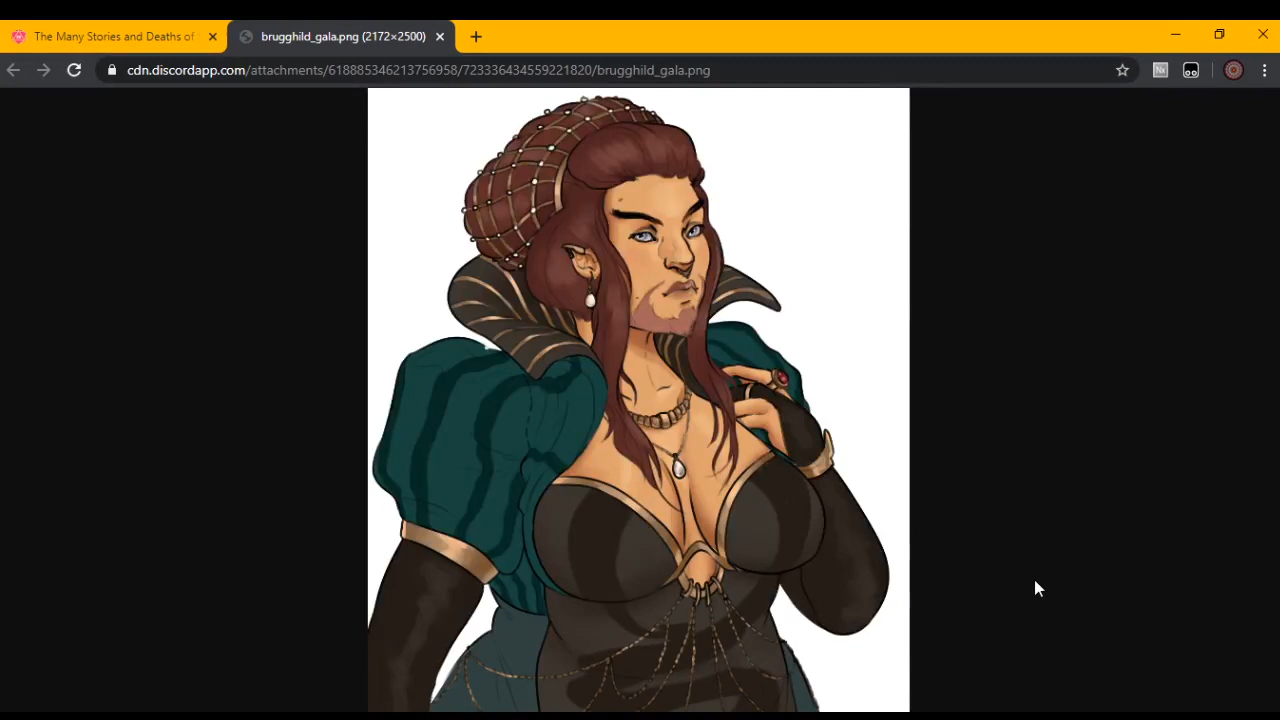 The Many Stories and Deaths of
brugghild_gala.png (2172×2500)
cdn.discordapp.com/attachments/618885346213756958/723336434559221820/brugghild_gala.png